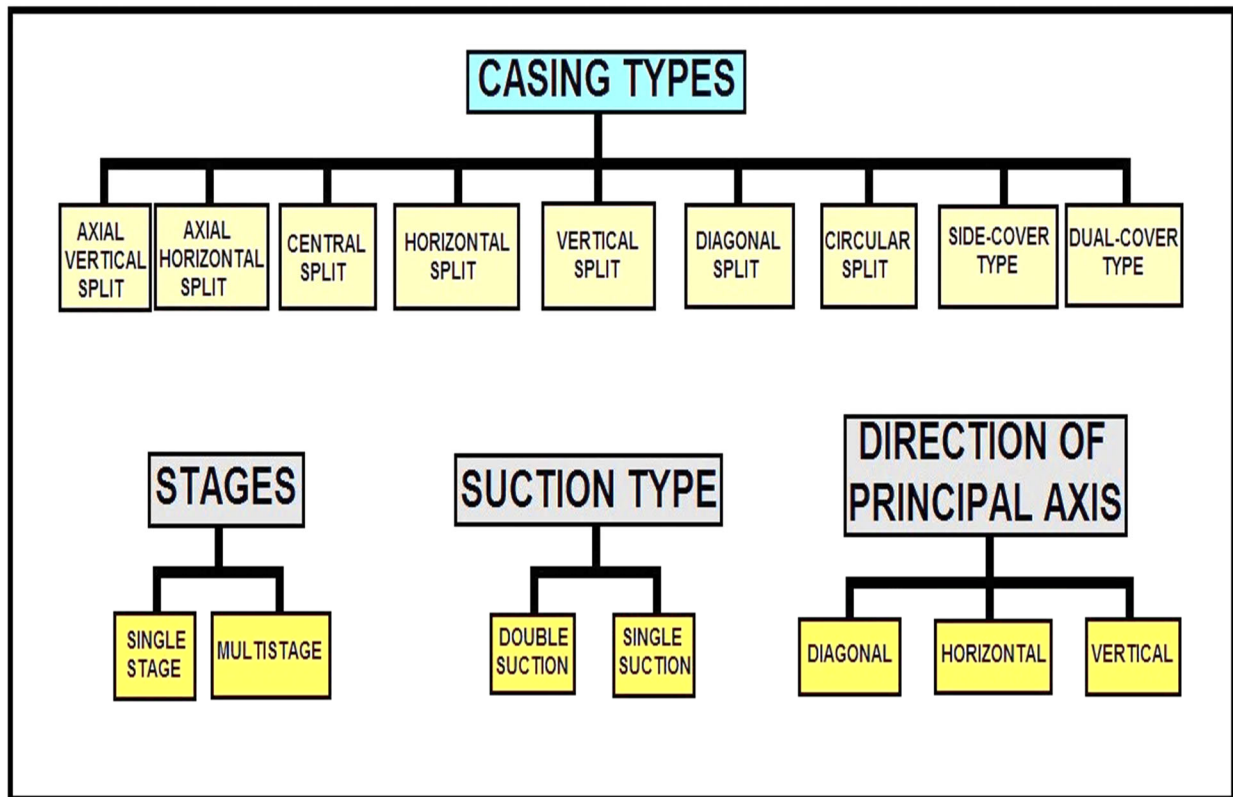 CASING TYPES
AXIAL
VERTICAL
SPLIT
AXIAL
HORIZONTAL
SPLIT
CENTRAL
SPLIT
HORIZONTAL
SPLIT
VERTICAL
SPLIT
DIAGONAL
SPLIT
CIRCULAR
SPLIT
SIDE-COVER
TYPE
DUAL-COVER
TYPE
STAGES
SINGLE
STAGE
MULTISTAGE
SUCTION TYPE
DOUBLE
SUCTION
SINGLE
SUCTION
DIRECTION OF
PRINCIPAL AXIS
DIAGONAL
HORIZONTAL
VERTICAL